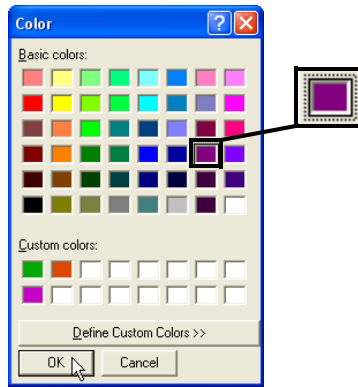 Color
Basic colors:
Custom colors:
Define Custom Colors >>
OK Cancel